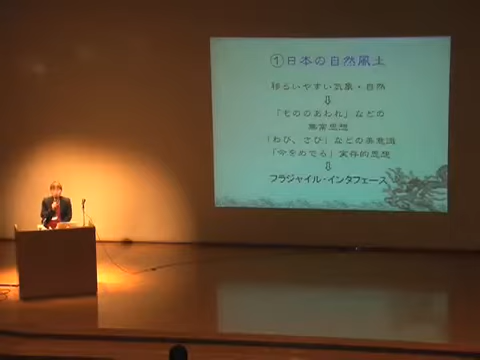 ①日本の自然風土
移ろいやすい気象・自然
⇩
「もののあわれ」などの
無常思想
「わび、さび」などの美意識
「今をめでる」実存的思想
⇩
フラジャイル・インタフェース